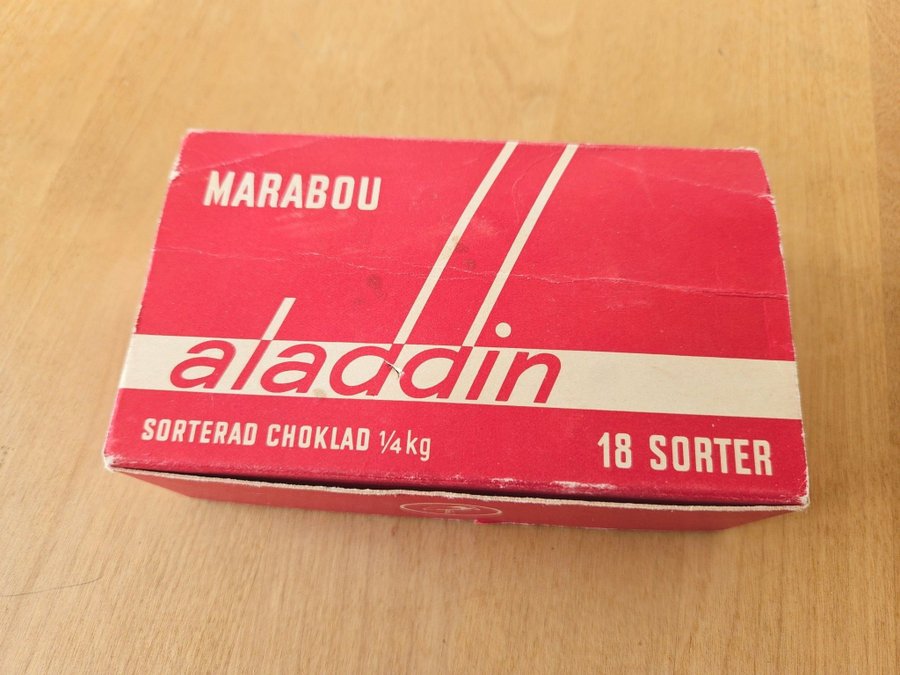 MARABOU
aladdin
SORTERAD CHOKLAD 1/4 kg
18 SORTER